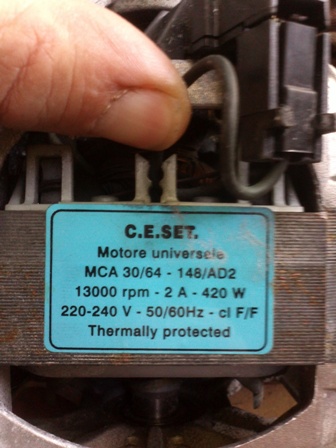 C.E.SET.
Motore universale
MCA 30/64 - 148/AD2
13000 rpm - 2 A - 420 W
220-240 V - 50/60Hz - cl F/F
Thermally protected